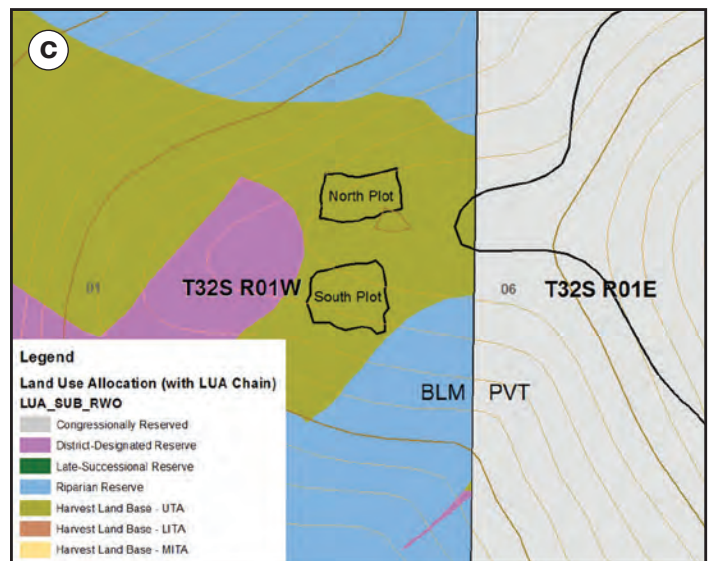 C
North Plot
01
T32S R01W
South Plot
06
T32S R01E
BLM
PVT
Legend
Land Use Allocation (with LUA Chain)
LUA_SUB_RWO
Congressionally Reserved
District-Designated Reserve
Late-Successional Reserve
Riparian Reserve
Harvest Land Base - UTA
Harvest Land Base - LITA
Harvest Land Base - MITA